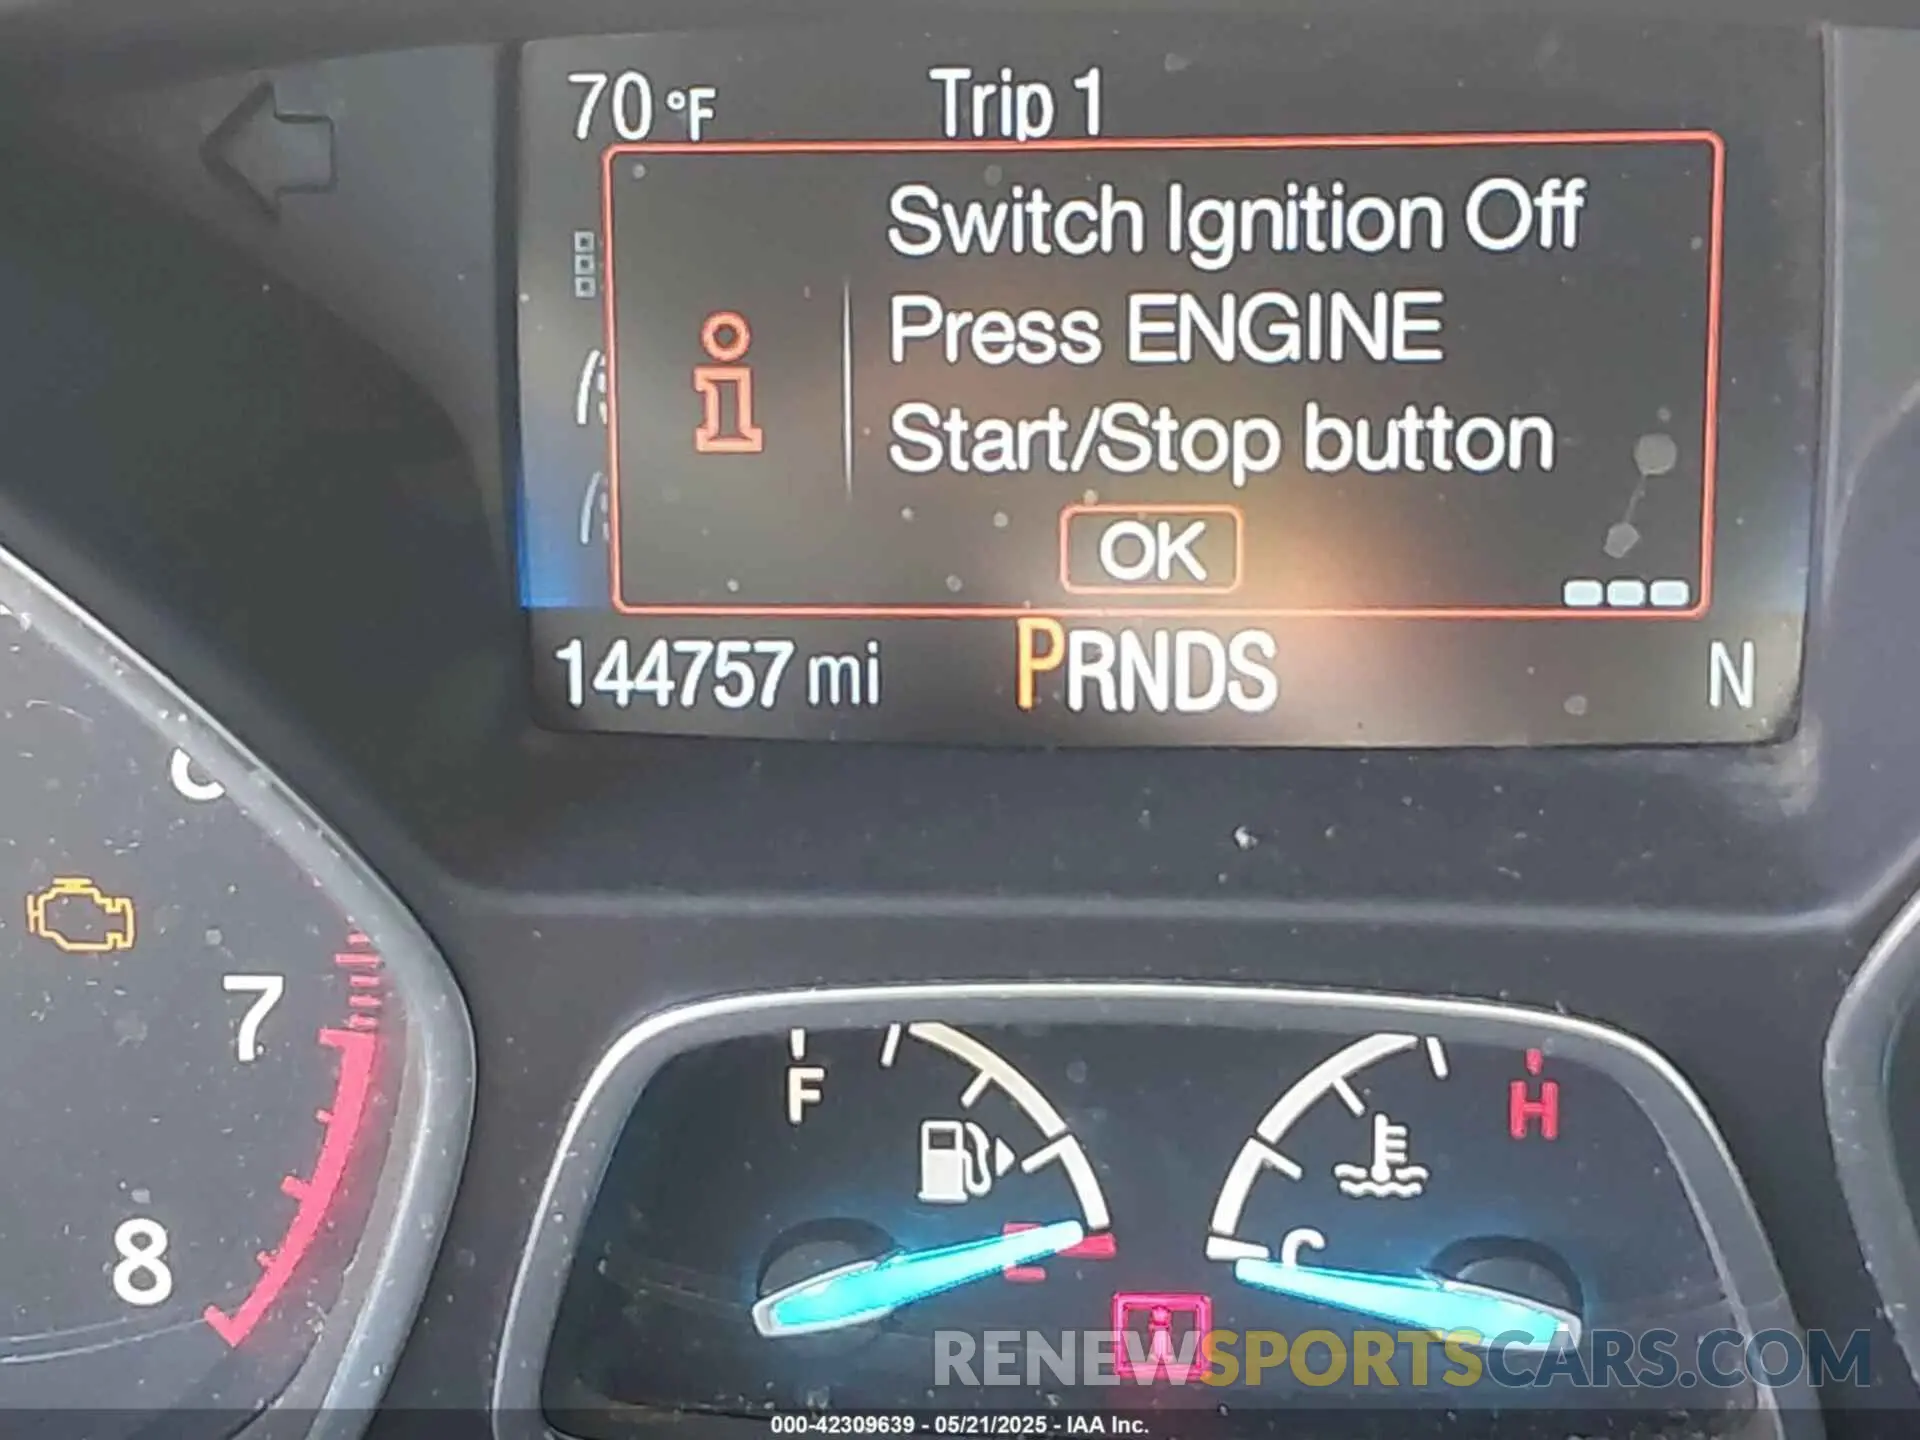 70 °F Trip 1
Switch Ignition Off
Press ENGINE
Start/Stop button
OK
144757 mi PRNDS N
7
8
F H
E C
RENEWSPORTSCARS.COM
000-42309639 - 05/21/2025 - IAA Inc.